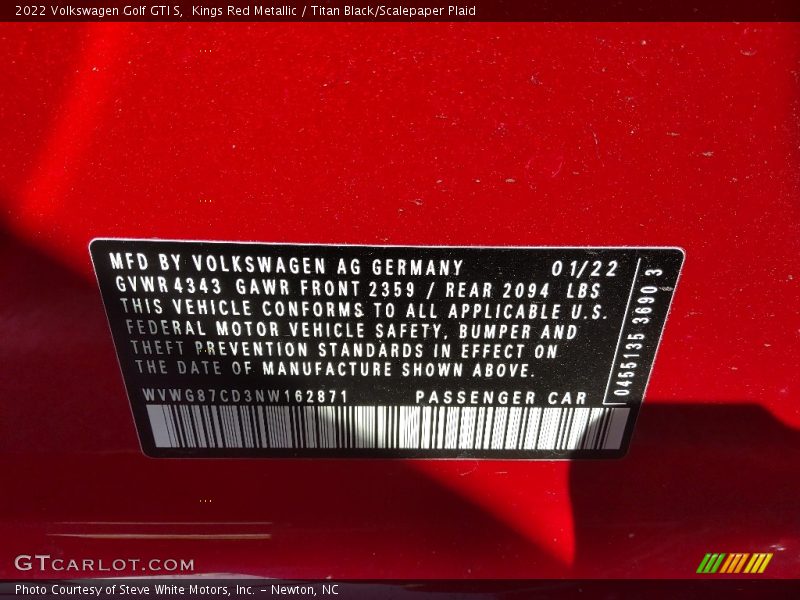 2022 Volkswagen Golf GTI S,  Kings Red Metallic / Titan Black/Scalepaper Plaid
MFD BY VOLKSWAGEN AG GERMANY 01/22
GVWR 4343 GAWR FRONT 2359 / REAR 2094 LBS
THIS VEHICLE CONFORMS TO ALL APPLICABLE U.S.
FEDERAL MOTOR VEHICLE SAFETY, BUMPER AND
THEFT PREVENTION STANDARDS IN EFFECT ON
THE DATE OF MANUFACTURE SHOWN ABOVE.
WVWG87CD3NW162871 PASSENGER CAR
0455135 3690 3
GTCARLOT.COM
Photo Courtesy of Steve White Motors, Inc. - Newton, NC